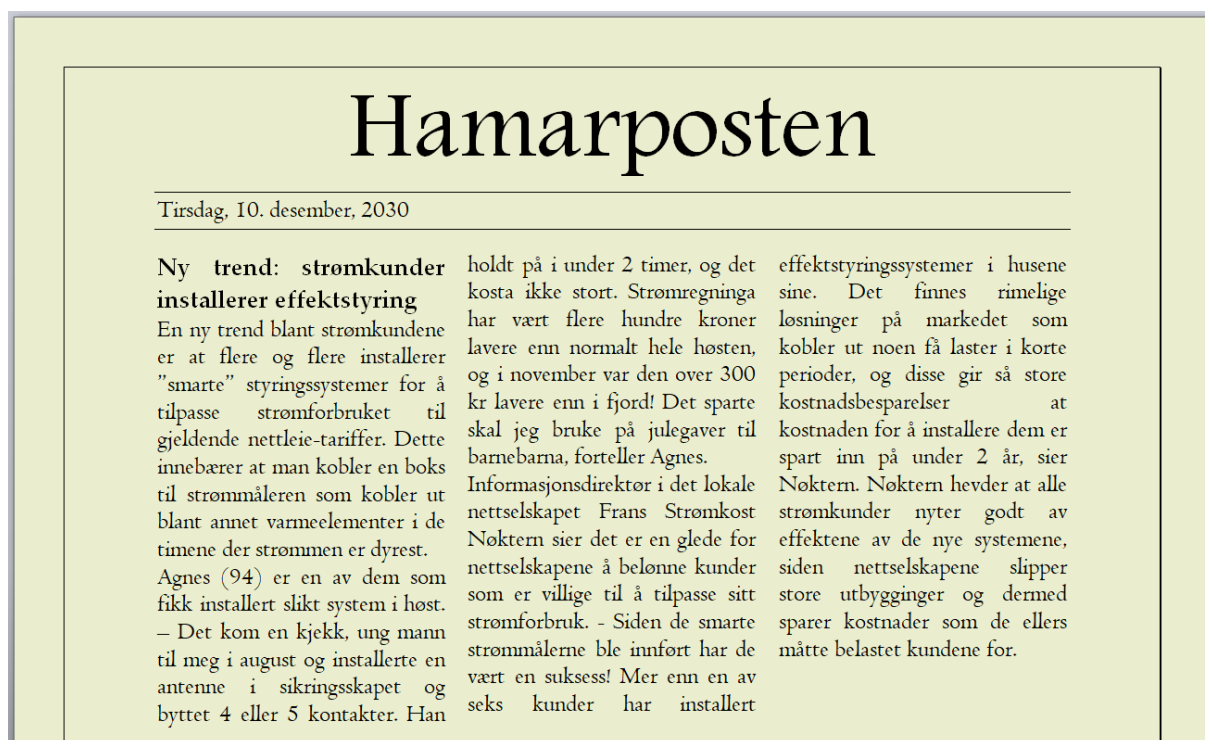 Hamarposten
Tirsdag, 10. desember, 2030
Ny trend: strømkunder
installerer effektstyring
En ny trend blant strømkundene
er at flere og flere installerer
”smarte” styringssystemer for å
tilpasse strømforbruket til
gjeldende nettleie-tariffer. Dette
innebærer at man kobler en boks
til strømmåleren som kobler ut
blant annet varmeelementer i de
timene der strømmen er dyrest.
Agnes (94) er en av dem som
fikk installert slikt system i høst.
– Det kom en kjekk, ung mann
til meg i august og installerte en
antenne i sikringsskapet og
byttet 4 eller 5 kontakter. Han
holdt på i under 2 timer, og det
kosta ikke stort. Strømregninga
har vært flere hundre kroner
lavere enn normalt hele høsten,
og i november var den over 300
kr lavere enn i fjord! Det sparte
skal jeg bruke på julegaver til
barnebarna, forteller Agnes.
Informasjonsdirektør i det lokale
nettselskapet Frans Strømkost
Nøktern sier det er en glede for
nettselskapene å belønne kunder
som er villige til å tilpasse sitt
strømforbruk. - Siden de smarte
strømmålerne ble innført har de
vært en suksess! Mer enn en av
seks kunder har installert
effektstyringssystemer i husene
sine. Det finnes rimelige
løsninger på markedet som
kobler ut noen få laster i korte
perioder, og disse gir så store
kostnadsbesparelser at
kostnaden for å installere dem er
spart inn på under 2 år, sier
Nøktern. Nøktern hevder at alle
strømkunder nyter godt av
effektene av de nye systemene,
siden nettselskapene slipper
store utbygginger og dermed
sparer kostnader som de ellers
måtte belastet kundene for.